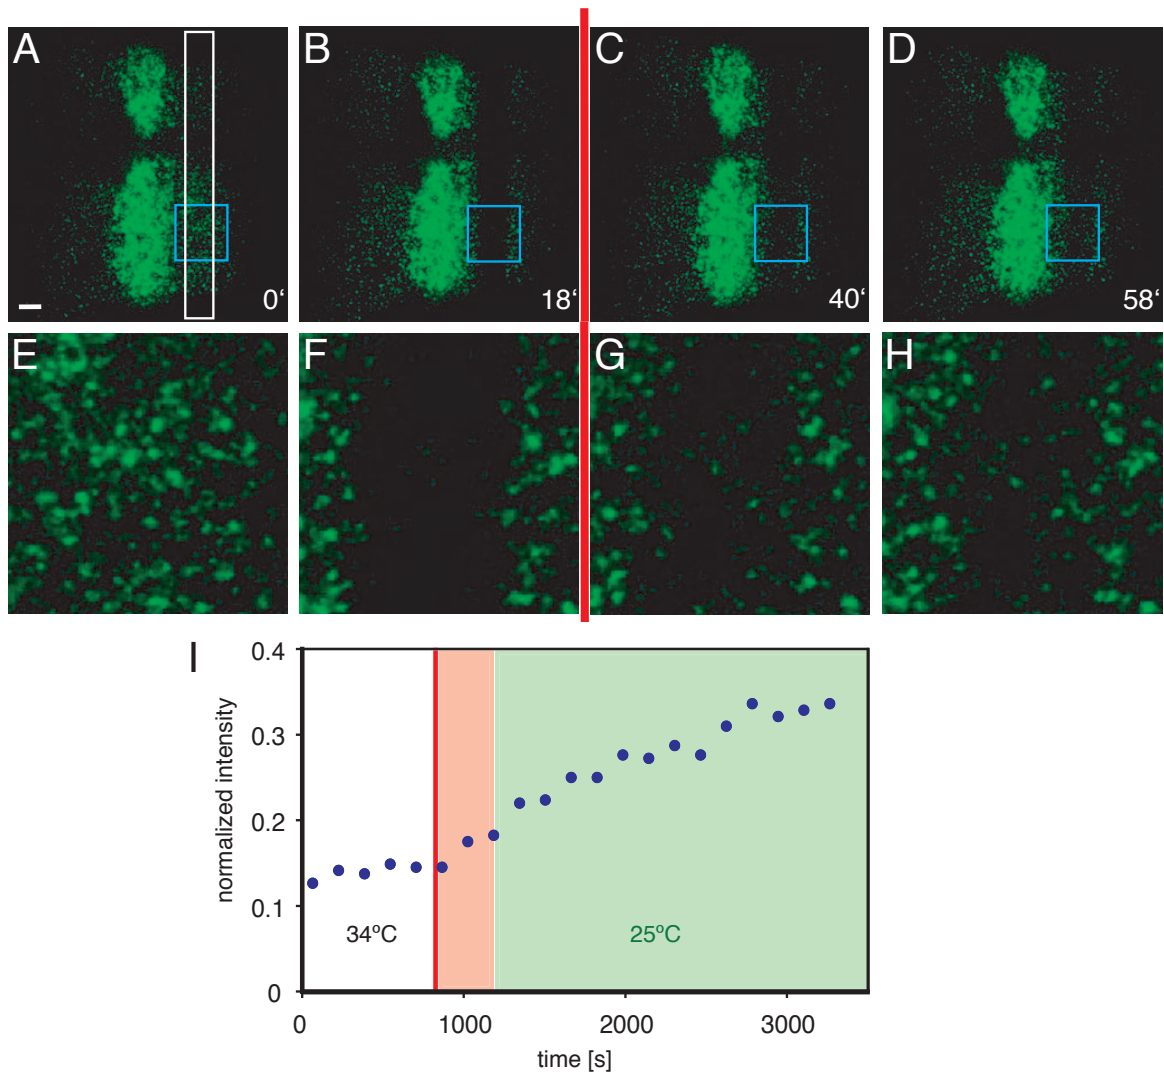 A
B
C
D
0‘
18‘
40‘
58‘
E
F
G
H
I
0.4
0.3
0.2
0.1
0
normalized intensity
34ºC
25ºC
0
1000
2000
3000
time [s]